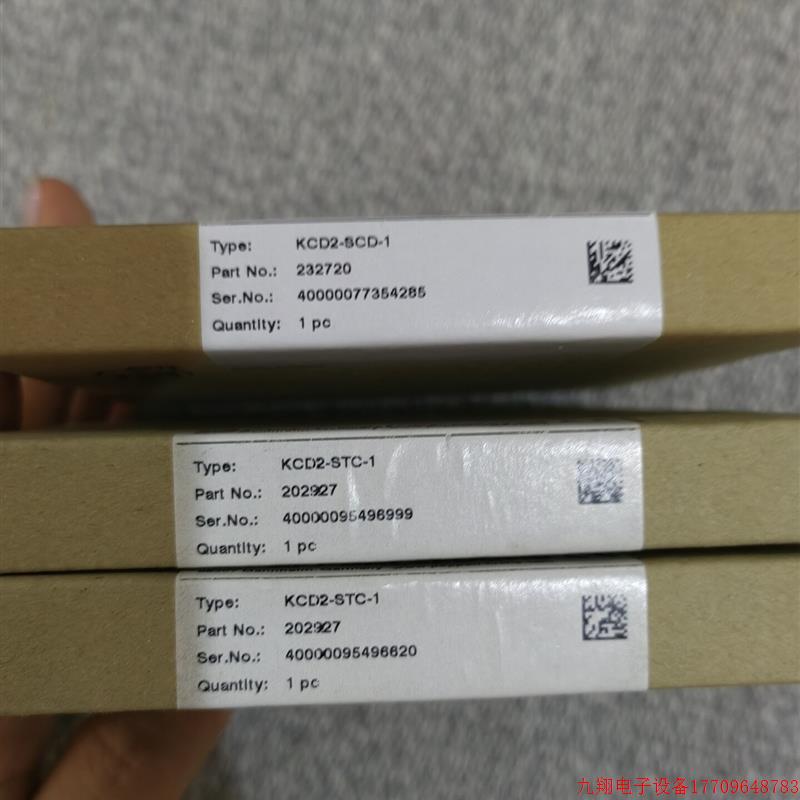 Type: KCD2-SCD-1
Part No.: 232720
Ser.No.: 40000077354285
Quantity: 1 pc
Type: KCD2-STC-1
Part No.: 202927
Ser.No.: 40000095496999
Quantity: 1 pc
Type: KCD2-STC-1
Part No.: 202927
Ser.No.: 40000095496620
Quantity: 1 pc
九翔电子设备17709648783